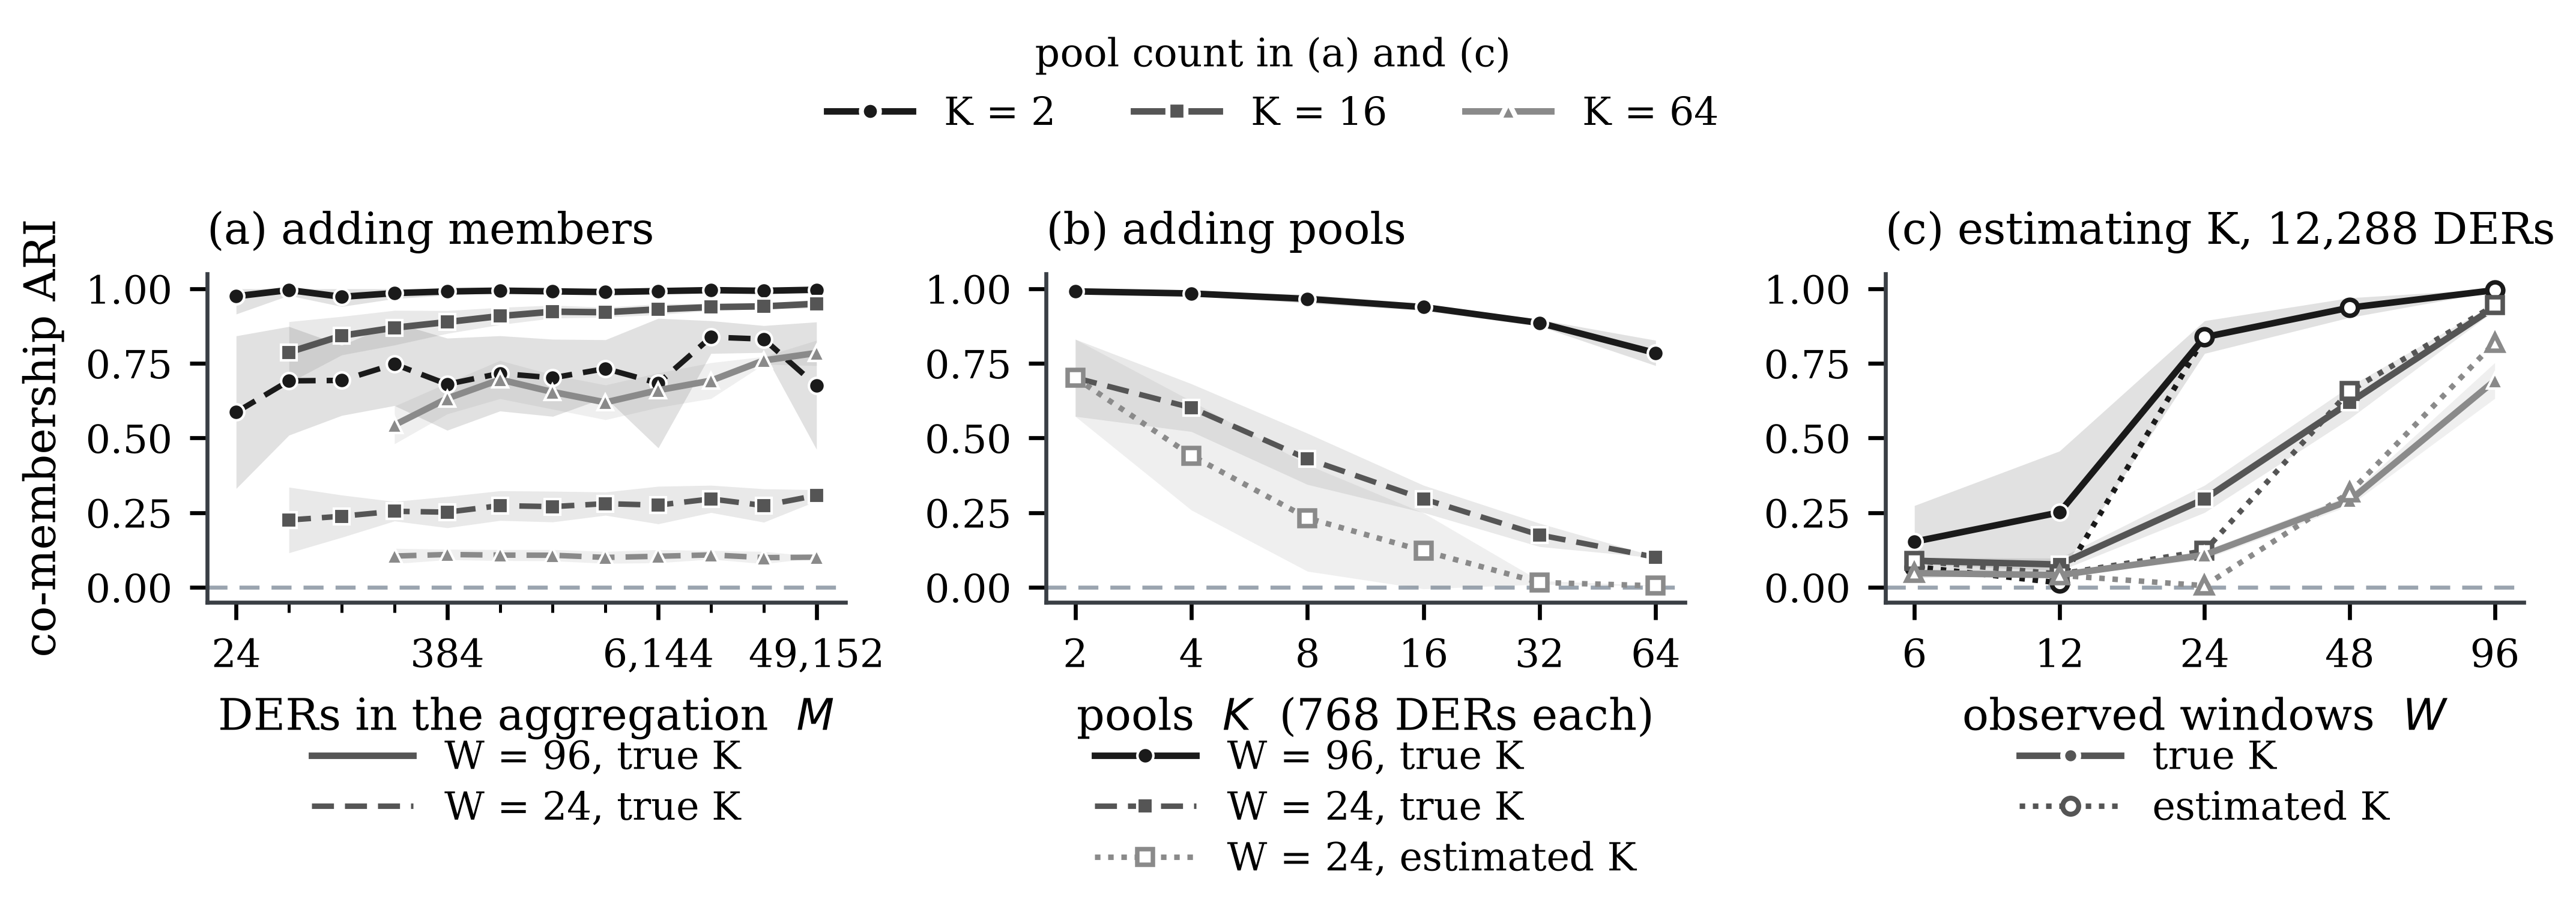 pool count in (a) and (c)
K = 2 K = 16 K = 64
co-membership ARI
(a) adding members
1.00
0.75
0.50
0.25
0.00
24 384 6,144 49,152
DERs in the aggregation M
W = 96, true K
W = 24, true K
(b) adding pools
1.00
0.75
0.50
0.25
0.00
2 4 8 16 32 64
pools K (768 DERs each)
W = 96, true K
W = 24, true K
W = 24, estimated K
(c) estimating K, 12,288 DERs
1.00
0.75
0.50
0.25
0.00
6 12 24 48 96
observed windows W
true K
estimated K